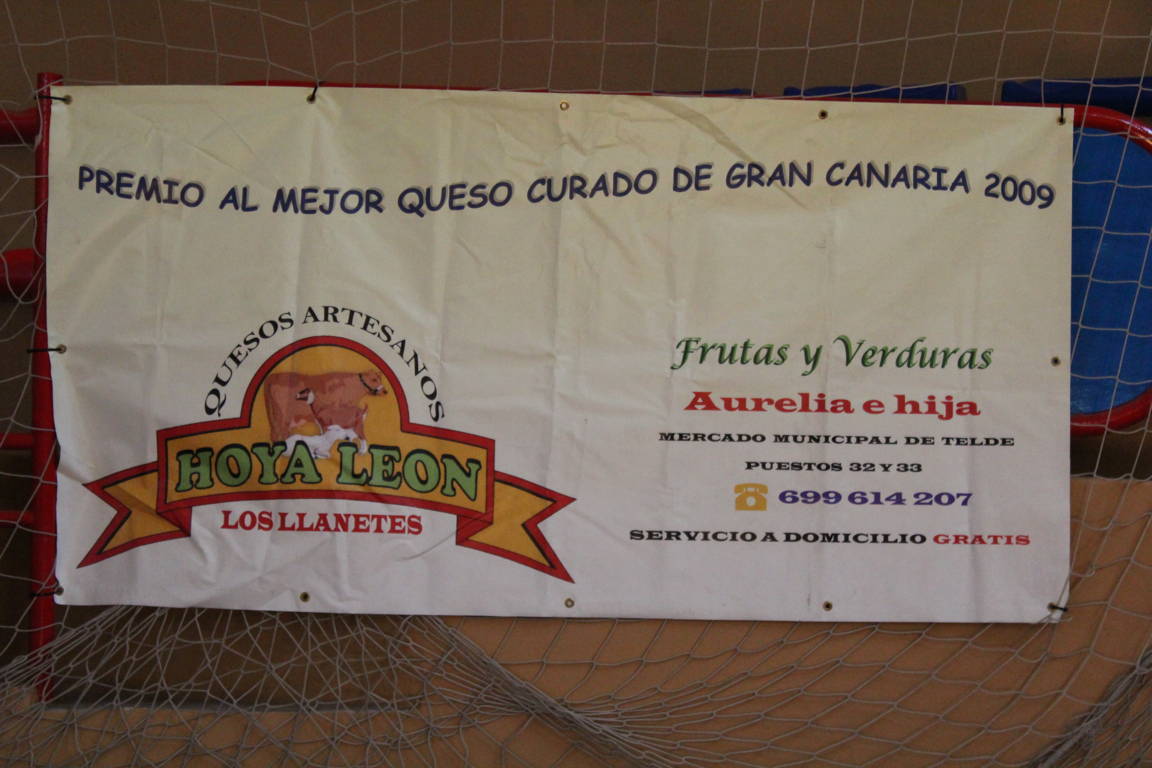 PREMIO AL MEJOR QUESO CURADO DE GRAN CANARIA 2009
QUESOS ARTESANOS
HOYA LEON
LOS LLANETES
Frutas y Verduras
Aurelia e hija
MERCADO MUNICIPAL DE TELDE
PUESTOS 32 Y 33
699 614 207
SERVICIO A DOMICILIO GRATIS